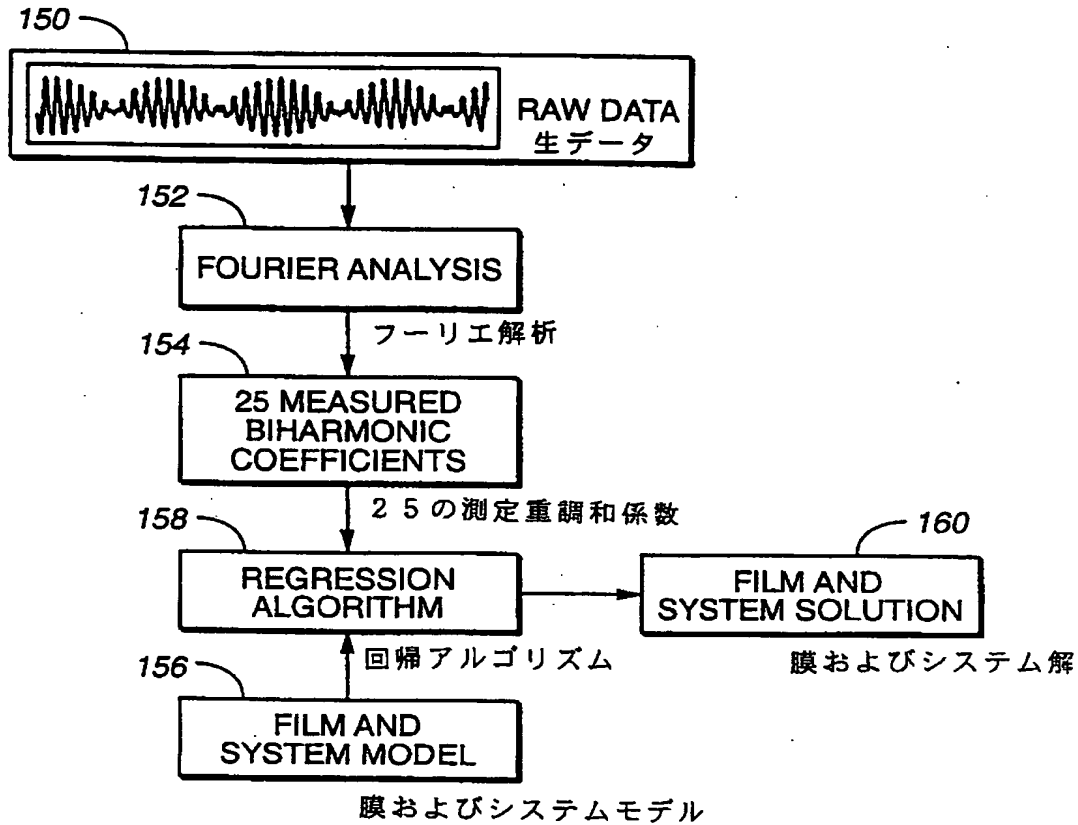 150
RAW DATA
生データ
152
FOURIER ANALYSIS
フーリエ解析
154
25 MEASURED
BIHARMONIC
COEFFICIENTS
25の測定重調和係数
158
REGRESSION
ALGORITHM
回帰アルゴリズム
160
FILM AND
SYSTEM SOLUTION
膜およびシステム解
156
FILM AND
SYSTEM MODEL
膜およびシステムモデル